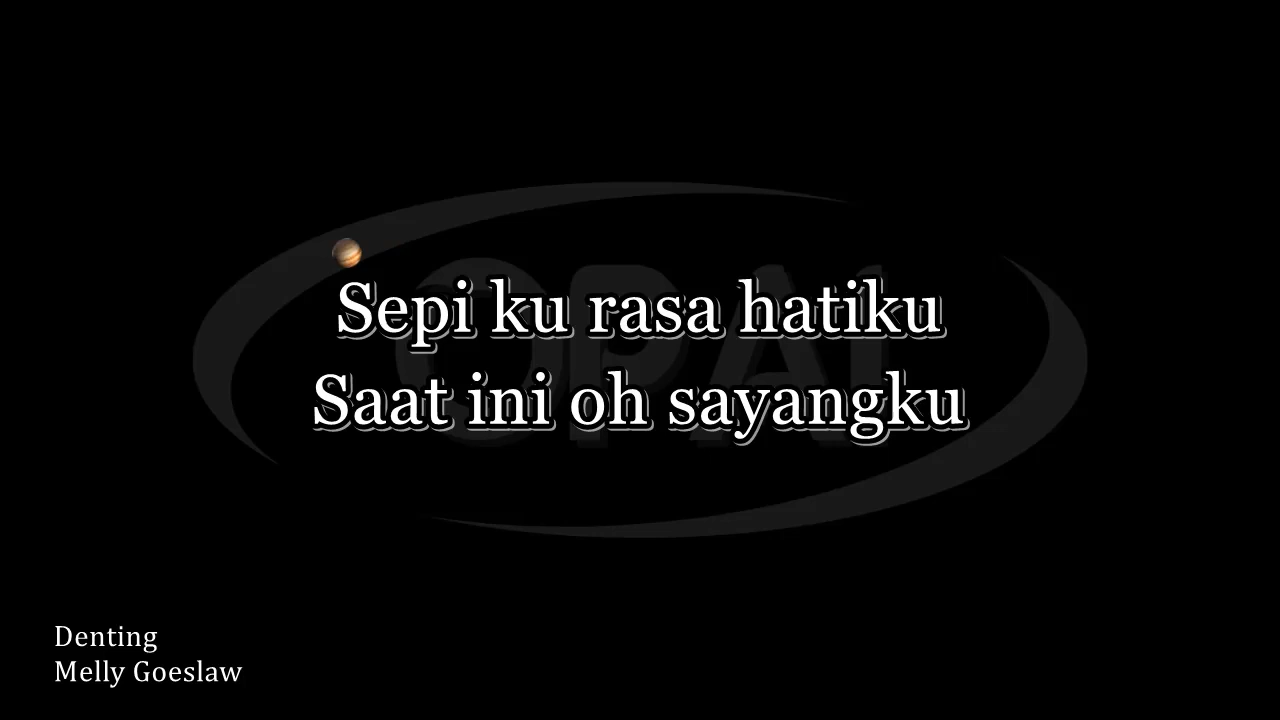 Sepi ku rasa hatiku
Saat ini oh sayangku
Denting
Melly Goeslaw